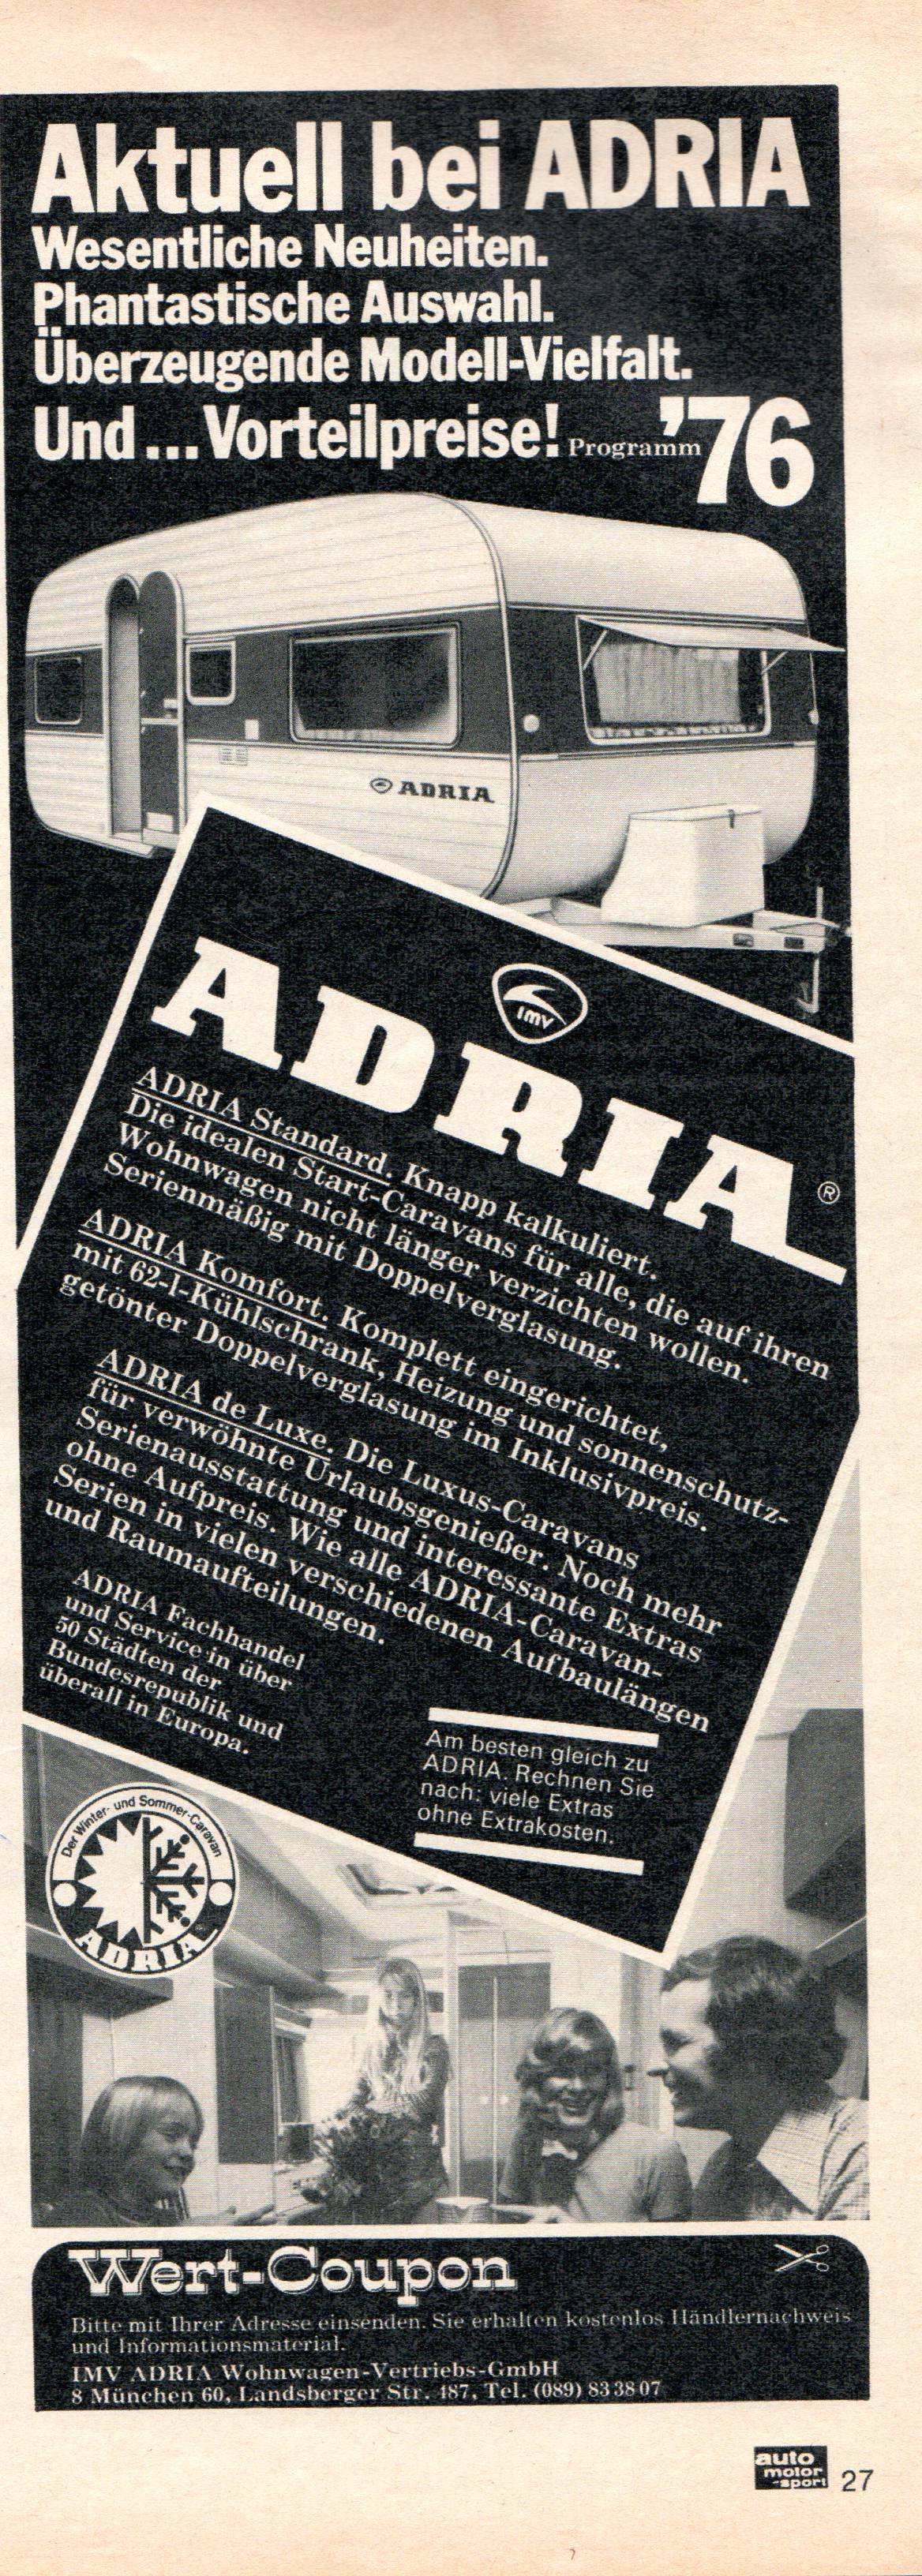 Aktuell bei ADRIA
Wesentliche Neuheiten.
Phantastische Auswahl.
Überzeugende Modell-Vielfalt.
Und ... Vorteilpreise! Programm '76
ADRIA
IMV
ADRIA ®
ADRIA Standard. Knapp kalkuliert.
Die idealen Start-Caravans für alle, die auf ihren
Wohnwagen nicht länger verzichten wollen.
Serienmäßig mit Doppelverglasung.
ADRIA Komfort. Komplett eingerichtet,
mit 62-l-Kühlschrank, Heizung und sonnenschutz-
getönter Doppelverglasung im Inklusivpreis.
ADRIA de Luxe. Die Luxus-Caravans
für verwöhnte Urlaubsgenießer. Noch mehr
Serienausstattung und interessante Extras
ohne Aufpreis. Wie alle ADRIA-Caravan-
Serien in vielen verschiedenen Aufbaulängen
und Raumaufteilungen.
ADRIA Fachhandel
und Service in über
50 Städten der
Bundesrepublik und
überall in Europa.
Am besten gleich zu
ADRIA. Rechnen Sie
nach: viele Extras
ohne Extrakosten.
Der Winter- und Sommer-Caravan
ADRIA
Wert-Coupon
Bitte mit Ihrer Adresse einsenden. Sie erhalten kostenlos Händlernachweis
und Informationsmaterial.
IMV ADRIA Wohnwagen-Vertriebs-GmbH
8 München 60, Landsberger Str. 487, Tel. (089) 83 38 07
auto
motor
-sport
27